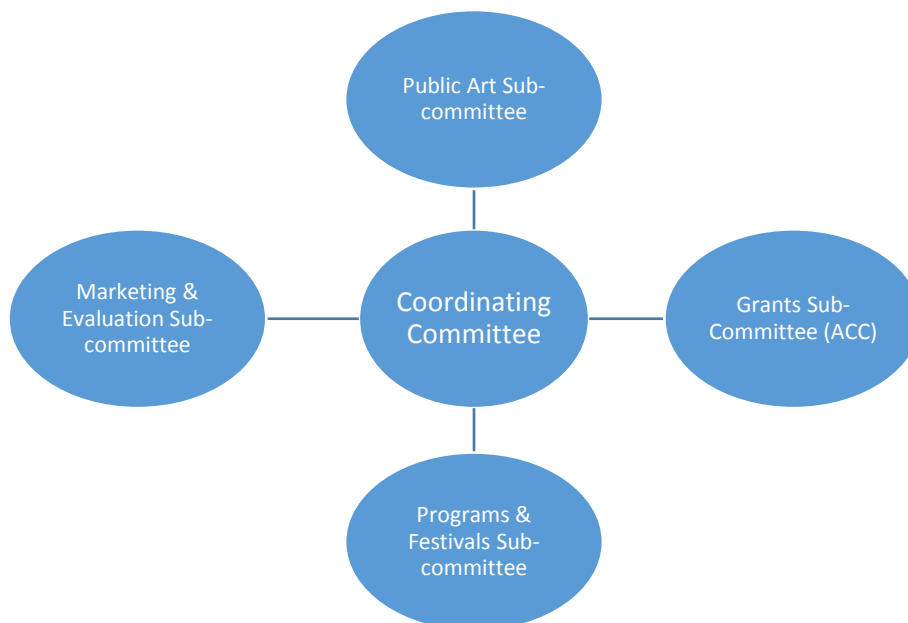 Public Art Sub-
committee
Marketing &
Evaluation Sub-
committee
Coordinating
Committee
Grants Sub-
Committee (ACC)
Programs &
Festivals Sub-
committee